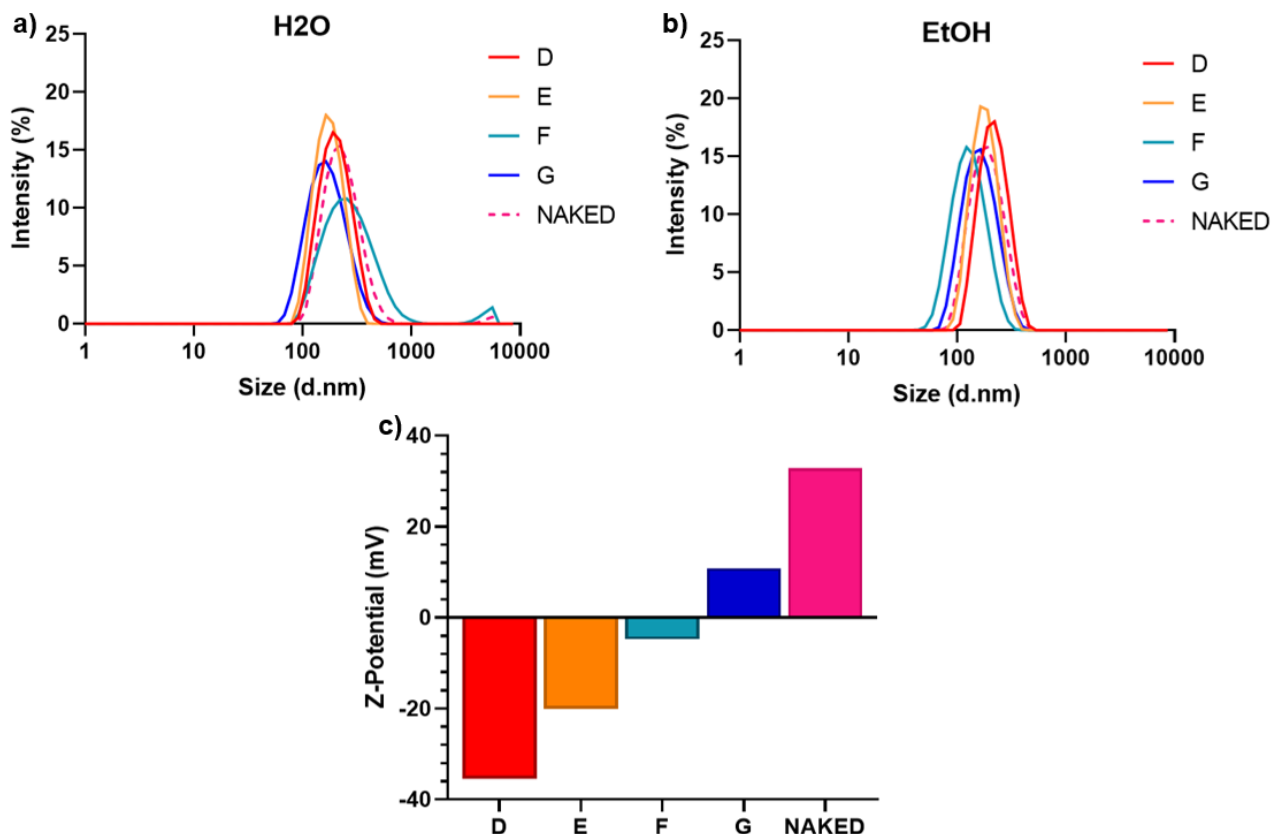 a)
H2O
Intensity (%)
25
20
15
10
5
0
1
10
100
1000
10000
Size (d.nm)
D
E
F
G
NAKED
b)
EtOH
Intensity (%)
25
20
15
10
5
0
1
10
100
1000
10000
Size (d.nm)
D
E
F
G
NAKED
c)
Z-Potential (mV)
40
20
0
-20
-40
D
E
F
G
NAKED